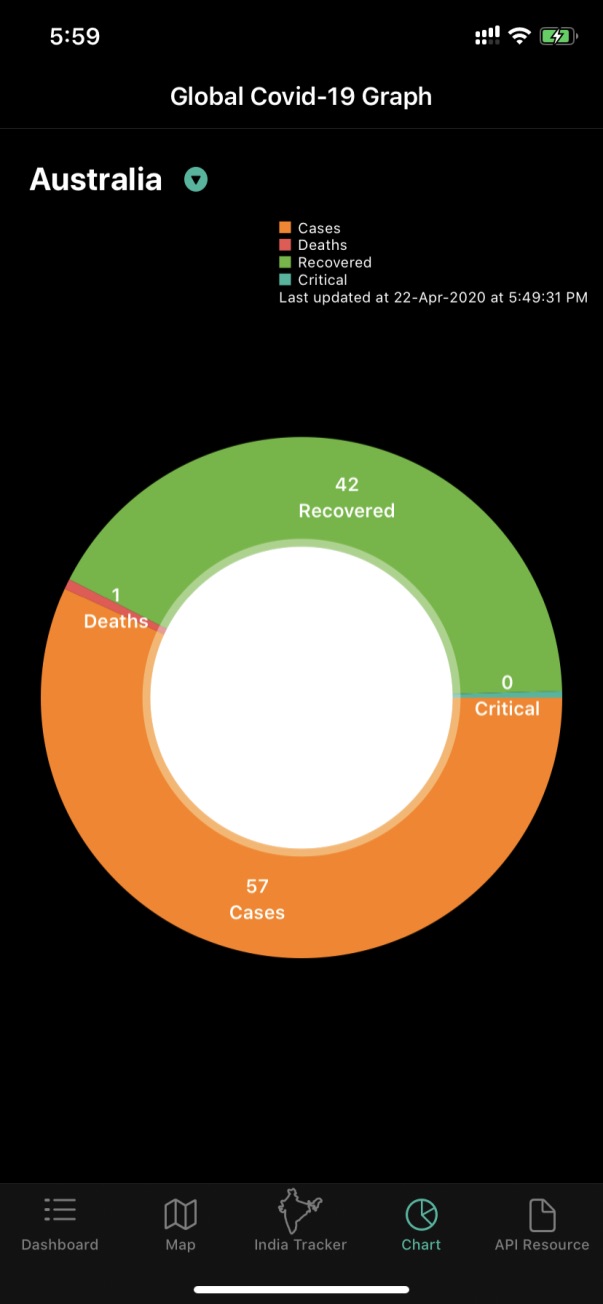 5:59
Global Covid-19 Graph
Australia
Cases
Deaths
Recovered
Critical
Last updated at 22-Apr-2020 at 5:49:31 PM
42
Recovered
1
Deaths
0
Critical
57
Cases
Dashboard
Map
India Tracker
Chart
API Resource